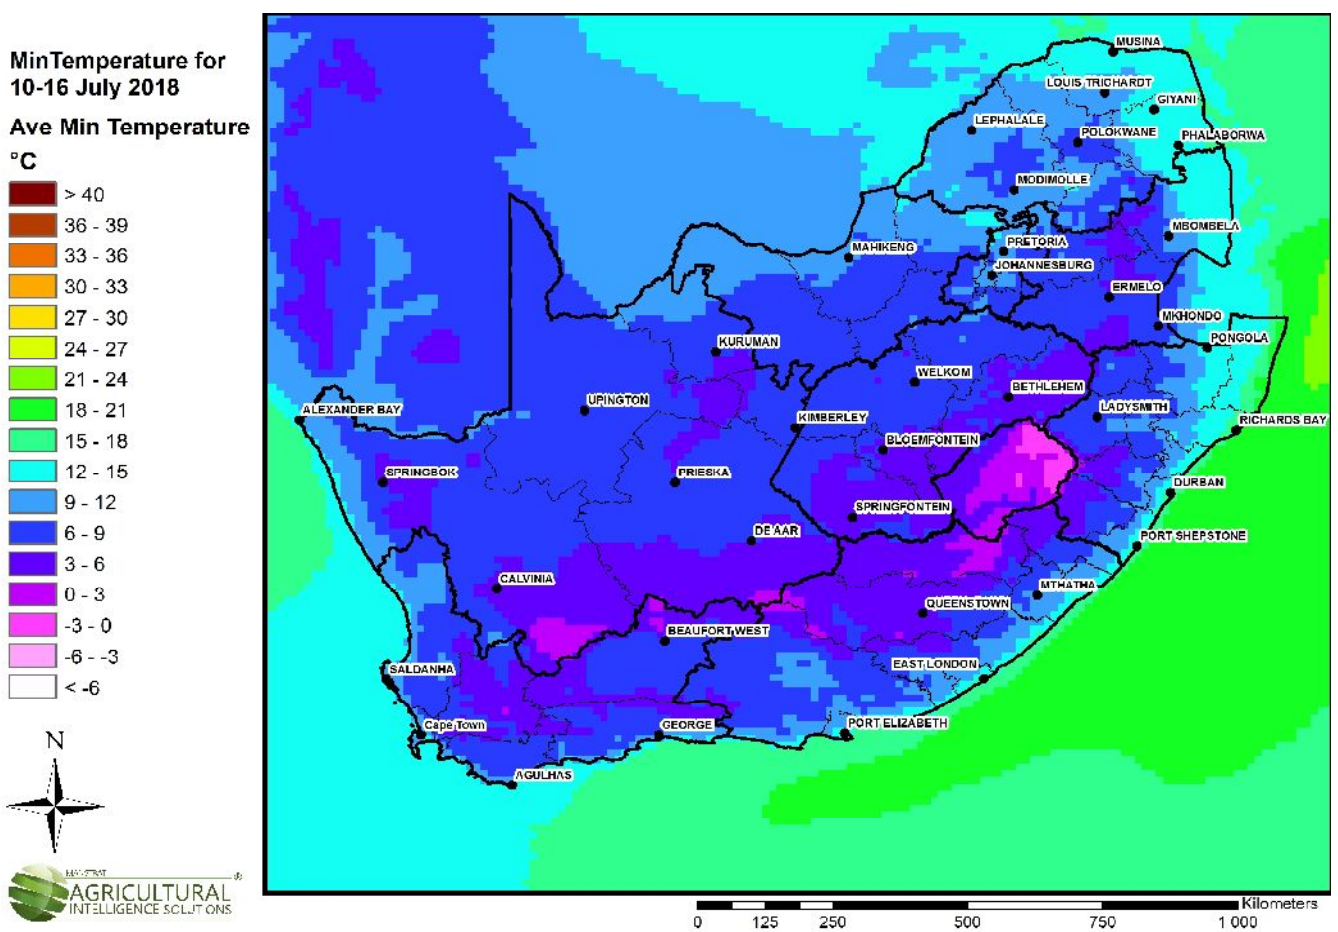 MinTemperature for
10-16 July 2018
Ave Min Temperature
°C
> 40
36 - 39
33 - 36
30 - 33
27 - 30
24 - 27
21 - 24
18 - 21
15 - 18
12 - 15
9 - 12
6 - 9
3 - 6
0 - 3
-3 - 0
-6 - -3
< -6
N
AGRICULTURAL
®
INTELLIGENCE SOLUTIONS
MUSINA
LOUIS TRICHARDT
GIYANI
LEPHALALE
POLOKWANE
PHALABORWA
MODIMOLLE
MBOMBELA
PRETORIA
MAHIKENG
JOHANNESBURG
ERMELO
MKHONDO
PONGOLA
KURUMAN
WELKOM
BETHLEHEM
UPINGTON
ALEXANDER BAY
KIMBERLEY
LADYSMITH
RICHARDS BAY
BLOEMFONTEIN
SPRINGBOK
PRIESKA
DURBAN
SPRINGFONTEIN
DE AAR
PORT SHEPSTONE
CALVINIA
MTHATHA
QUEENSTOWN
BEAUFORT WEST
EAST LONDON
SALDANHA
Cape Town
GEORGE
PORT ELIZABETH
AGULHAS
Kilometers
0 125 250 500 750 1 000